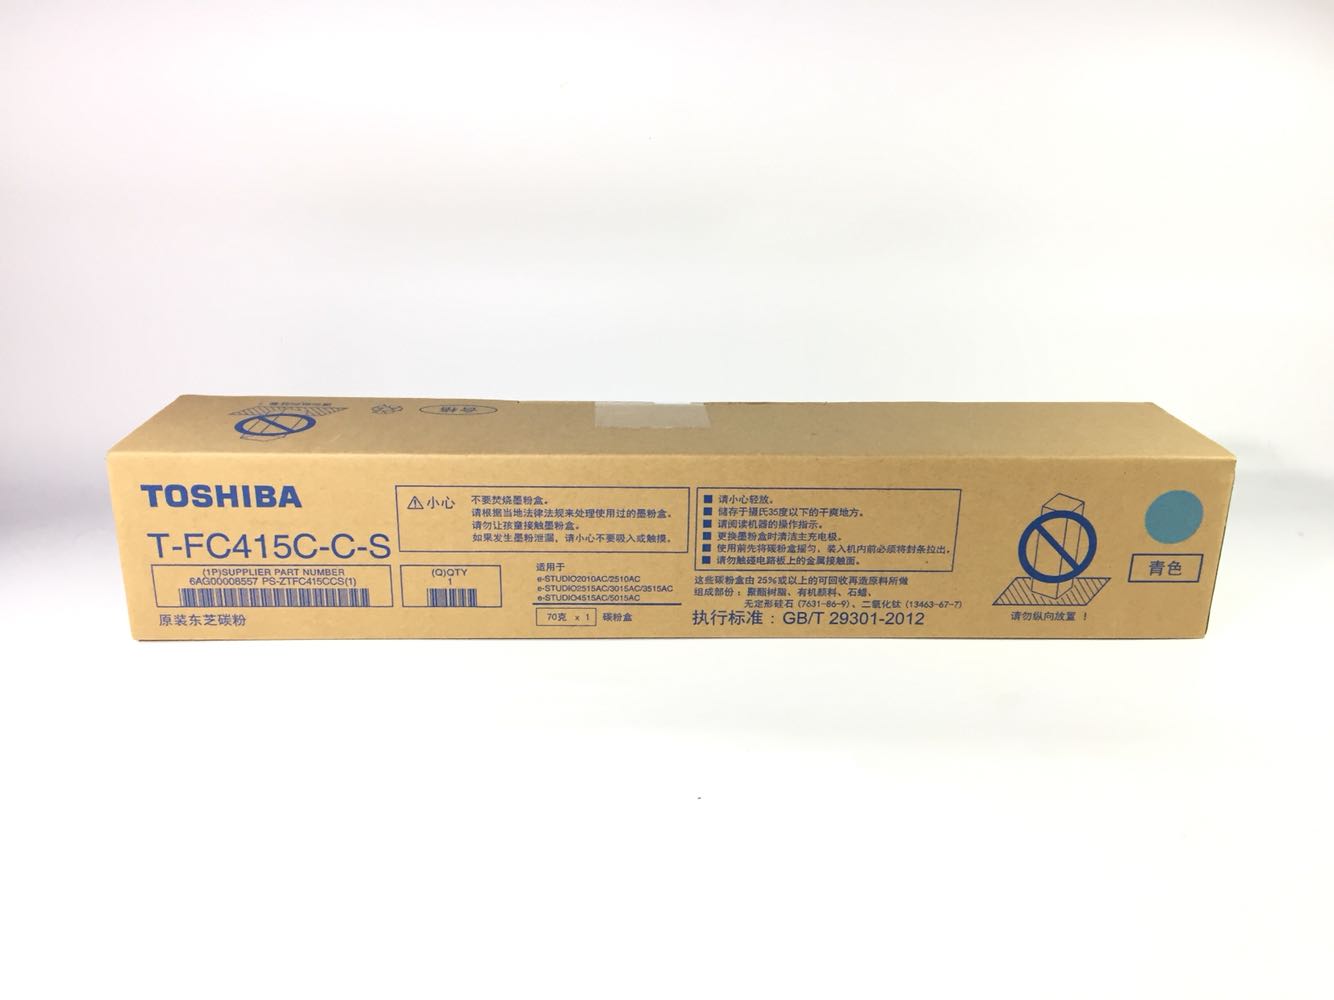 合格
TOSHIBA
T-FC415C-C-S
(1P)SUPPLIER PART NUMBER
6AG00008557 PS-ZTFC415CCS(1)
(Q)QTY
1
原装东芝碳粉
小心
不要焚烧墨粉盒。
请根据当地法律法规来处理使用过的墨粉盒。
请勿让孩童接触墨粉盒。
如果发生墨粉泄漏，请小心不要吸入或触摸。
适用于
e-STUDIO2010AC/2510AC
e-STUDIO2515AC/3015AC/3515AC
e-STUDIO4515AC/5015AC
70克 x 1 碳粉盒
■ 请小心轻放。
■ 储存于摄氏35度以下的干爽地方。
■ 请阅读机器的操作指示。
■ 更换墨粉盒时清洁主充电极。
■ 使用前先将碳粉盒摇匀，装入机内前必须将封条拉出。
■ 请勿触碰电路板上的金属接触面。
这些碳粉盒由 25%或以上的可回收再造原料所做
组成部份：聚酯树脂、有机颜料、石蜡、
无定形硅石 (7631-86-9)、二氧化钛 (13463-67-7)
执行标准：GB/T 29301-2012
请勿纵向放置！
青色